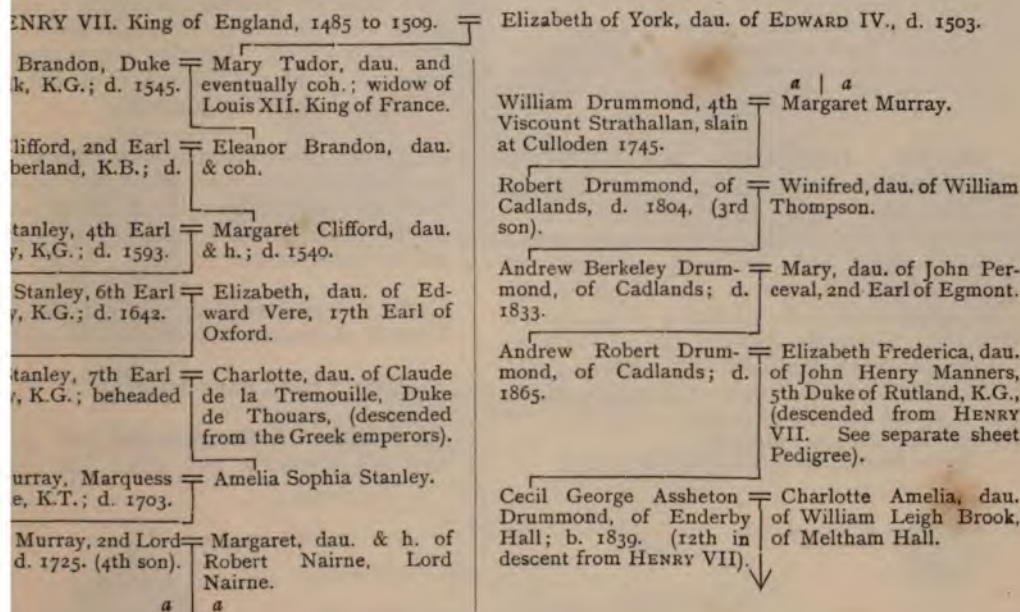 ENRY VII. King of England, 1485 to 1509. = Elizabeth of York, dau. of EDWARD IV., d. 1503.
Brandon, Duke = Mary Tudor, dau. and
k, K.G.; d. 1545. eventually coh.; widow of
Louis XII. King of France.
lifford, 2nd Earl = Eleanor Brandon, dau.
berland, K.B.; d. & coh.
tanley, 4th Earl = Margaret Clifford, dau.
y, K,G.; d. 1593. & h.; d. 1540.
Stanley, 6th Earl = Elizabeth, dau. of Ed-
y, K.G.; d. 1642. ward Vere, 17th Earl of
Oxford.
tanley, 7th Earl = Charlotte, dau. of Claude
y, K.G.; beheaded de la Tremouille, Duke
de Thouars, (descended
from the Greek emperors).
urray, Marquess = Amelia Sophia Stanley.
e, K.T.; d. 1703.
Murray, 2nd Lord = Margaret, dau. & h. of
d. 1725. (4th son). Robert Nairne, Lord
Nairne.
a | a
a | a
William Drummond, 4th = Margaret Murray.
Viscount Strathallan, slain
at Culloden 1745.
Robert Drummond, of = Winifred, dau. of William
Cadlands, d. 1804, (3rd Thompson.
son).
Andrew Berkeley Drum- = Mary, dau. of John Per-
mond, of Cadlands; d. ceval, 2nd Earl of Egmont.
1833.
Andrew Robert Drum- = Elizabeth Frederica, dau.
mond, of Cadlands; d. of John Henry Manners,
1865. 5th Duke of Rutland, K.G.,
(descended from HENRY
VII. See separate sheet
Pedigree).
Cecil George Assheton = Charlotte Amelia, dau.
Drummond, of Enderby of William Leigh Brook,
Hall; b. 1839. (12th in of Meltham Hall.
descent from HENRY VII).